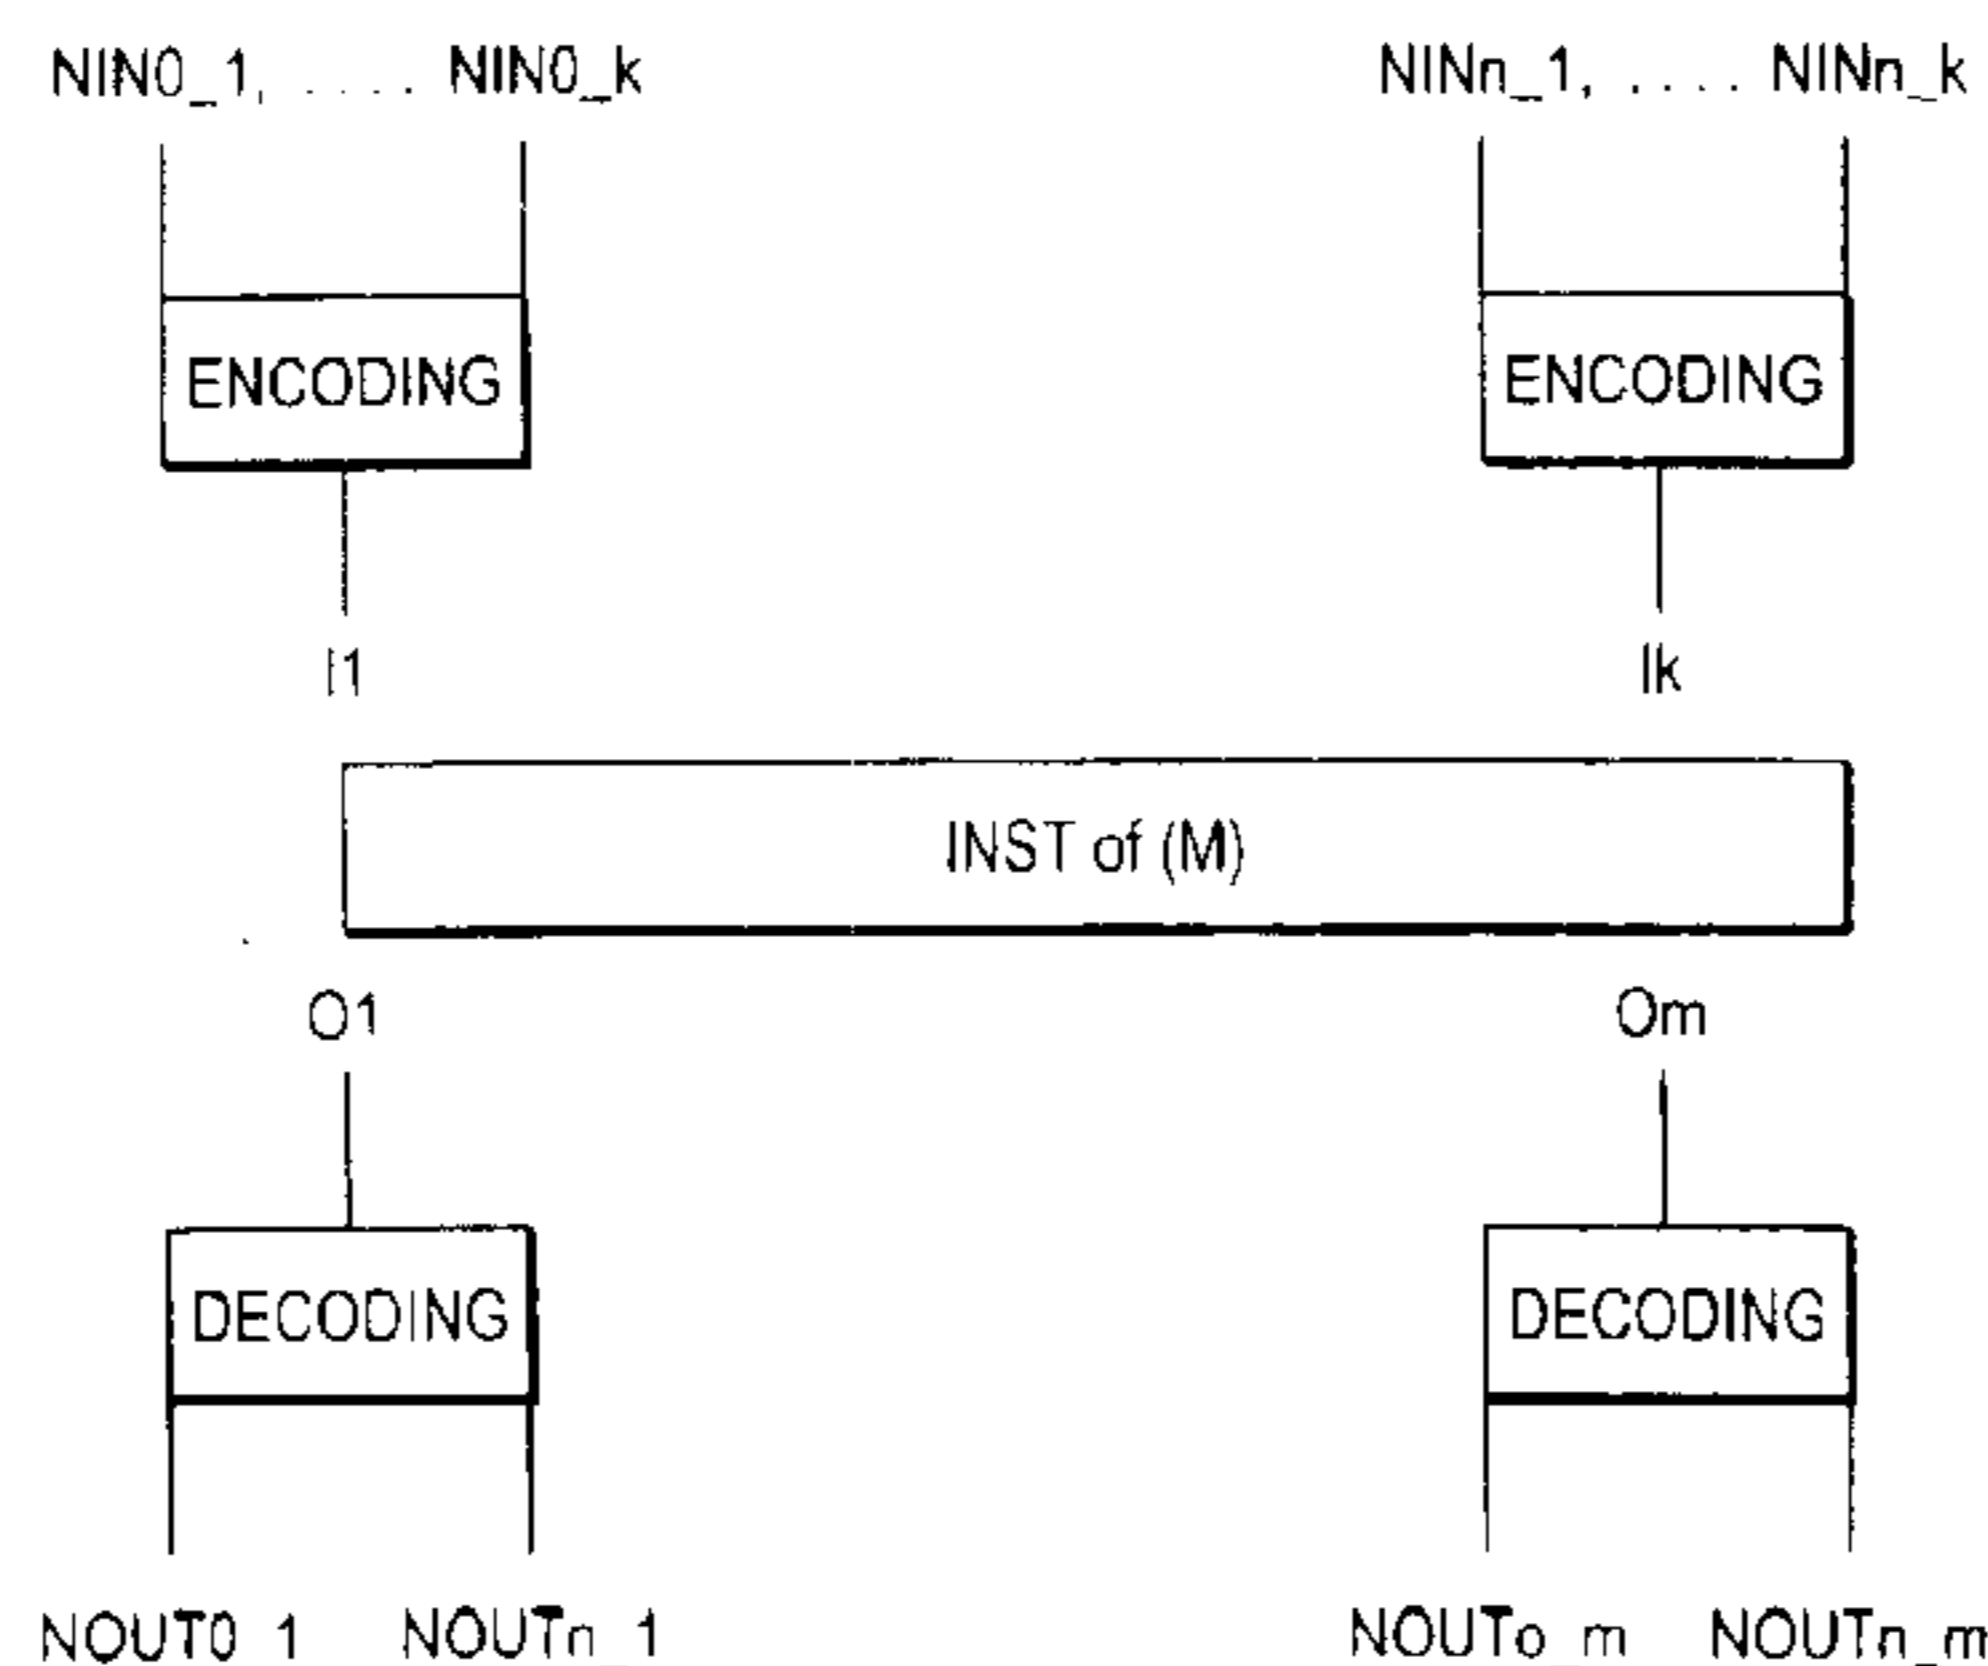 NIN0_1, .... NIN0_k NINn_1, .... NINn_k
ENCODING ENCODING
I1 Ik
INST of (M)
O1 Om
DECODING DECODING
NOUT0_1 NOUTn_1 NOUTo_m NOUTn_m